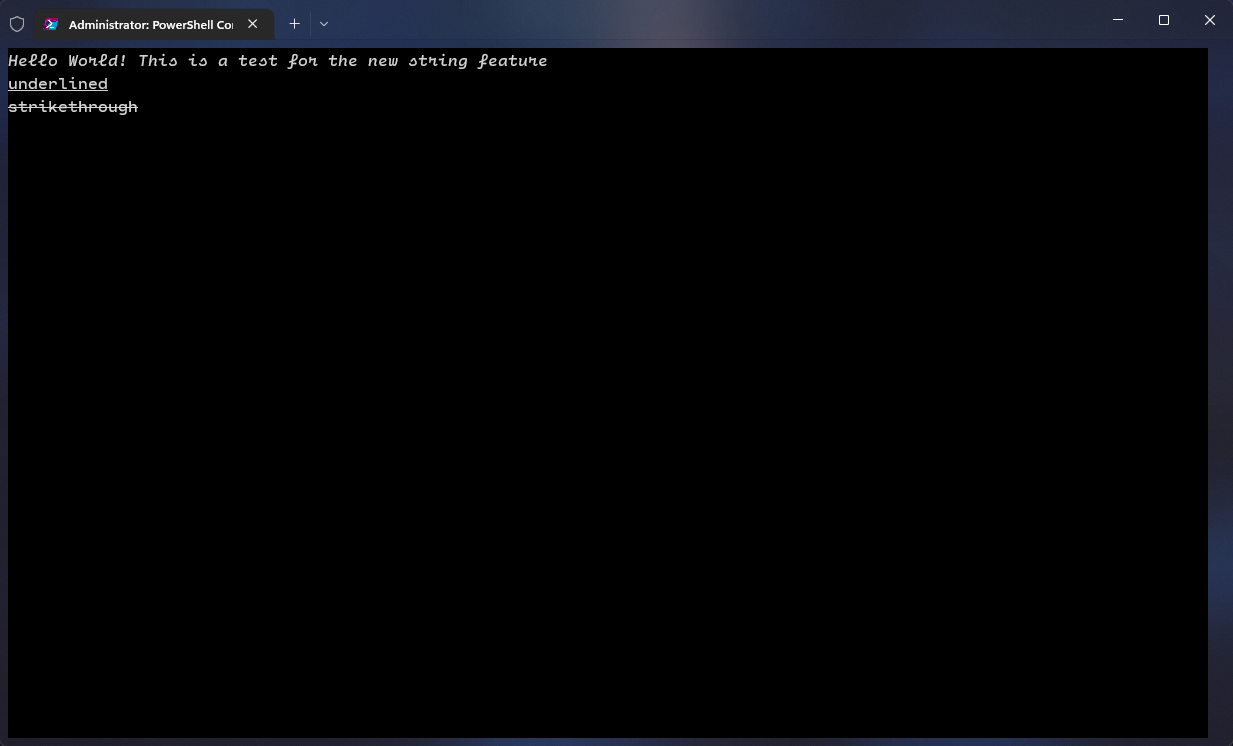 Administrator: PowerShell Co
Hello World! This is a test for the new string feature
underlined
strikethrough